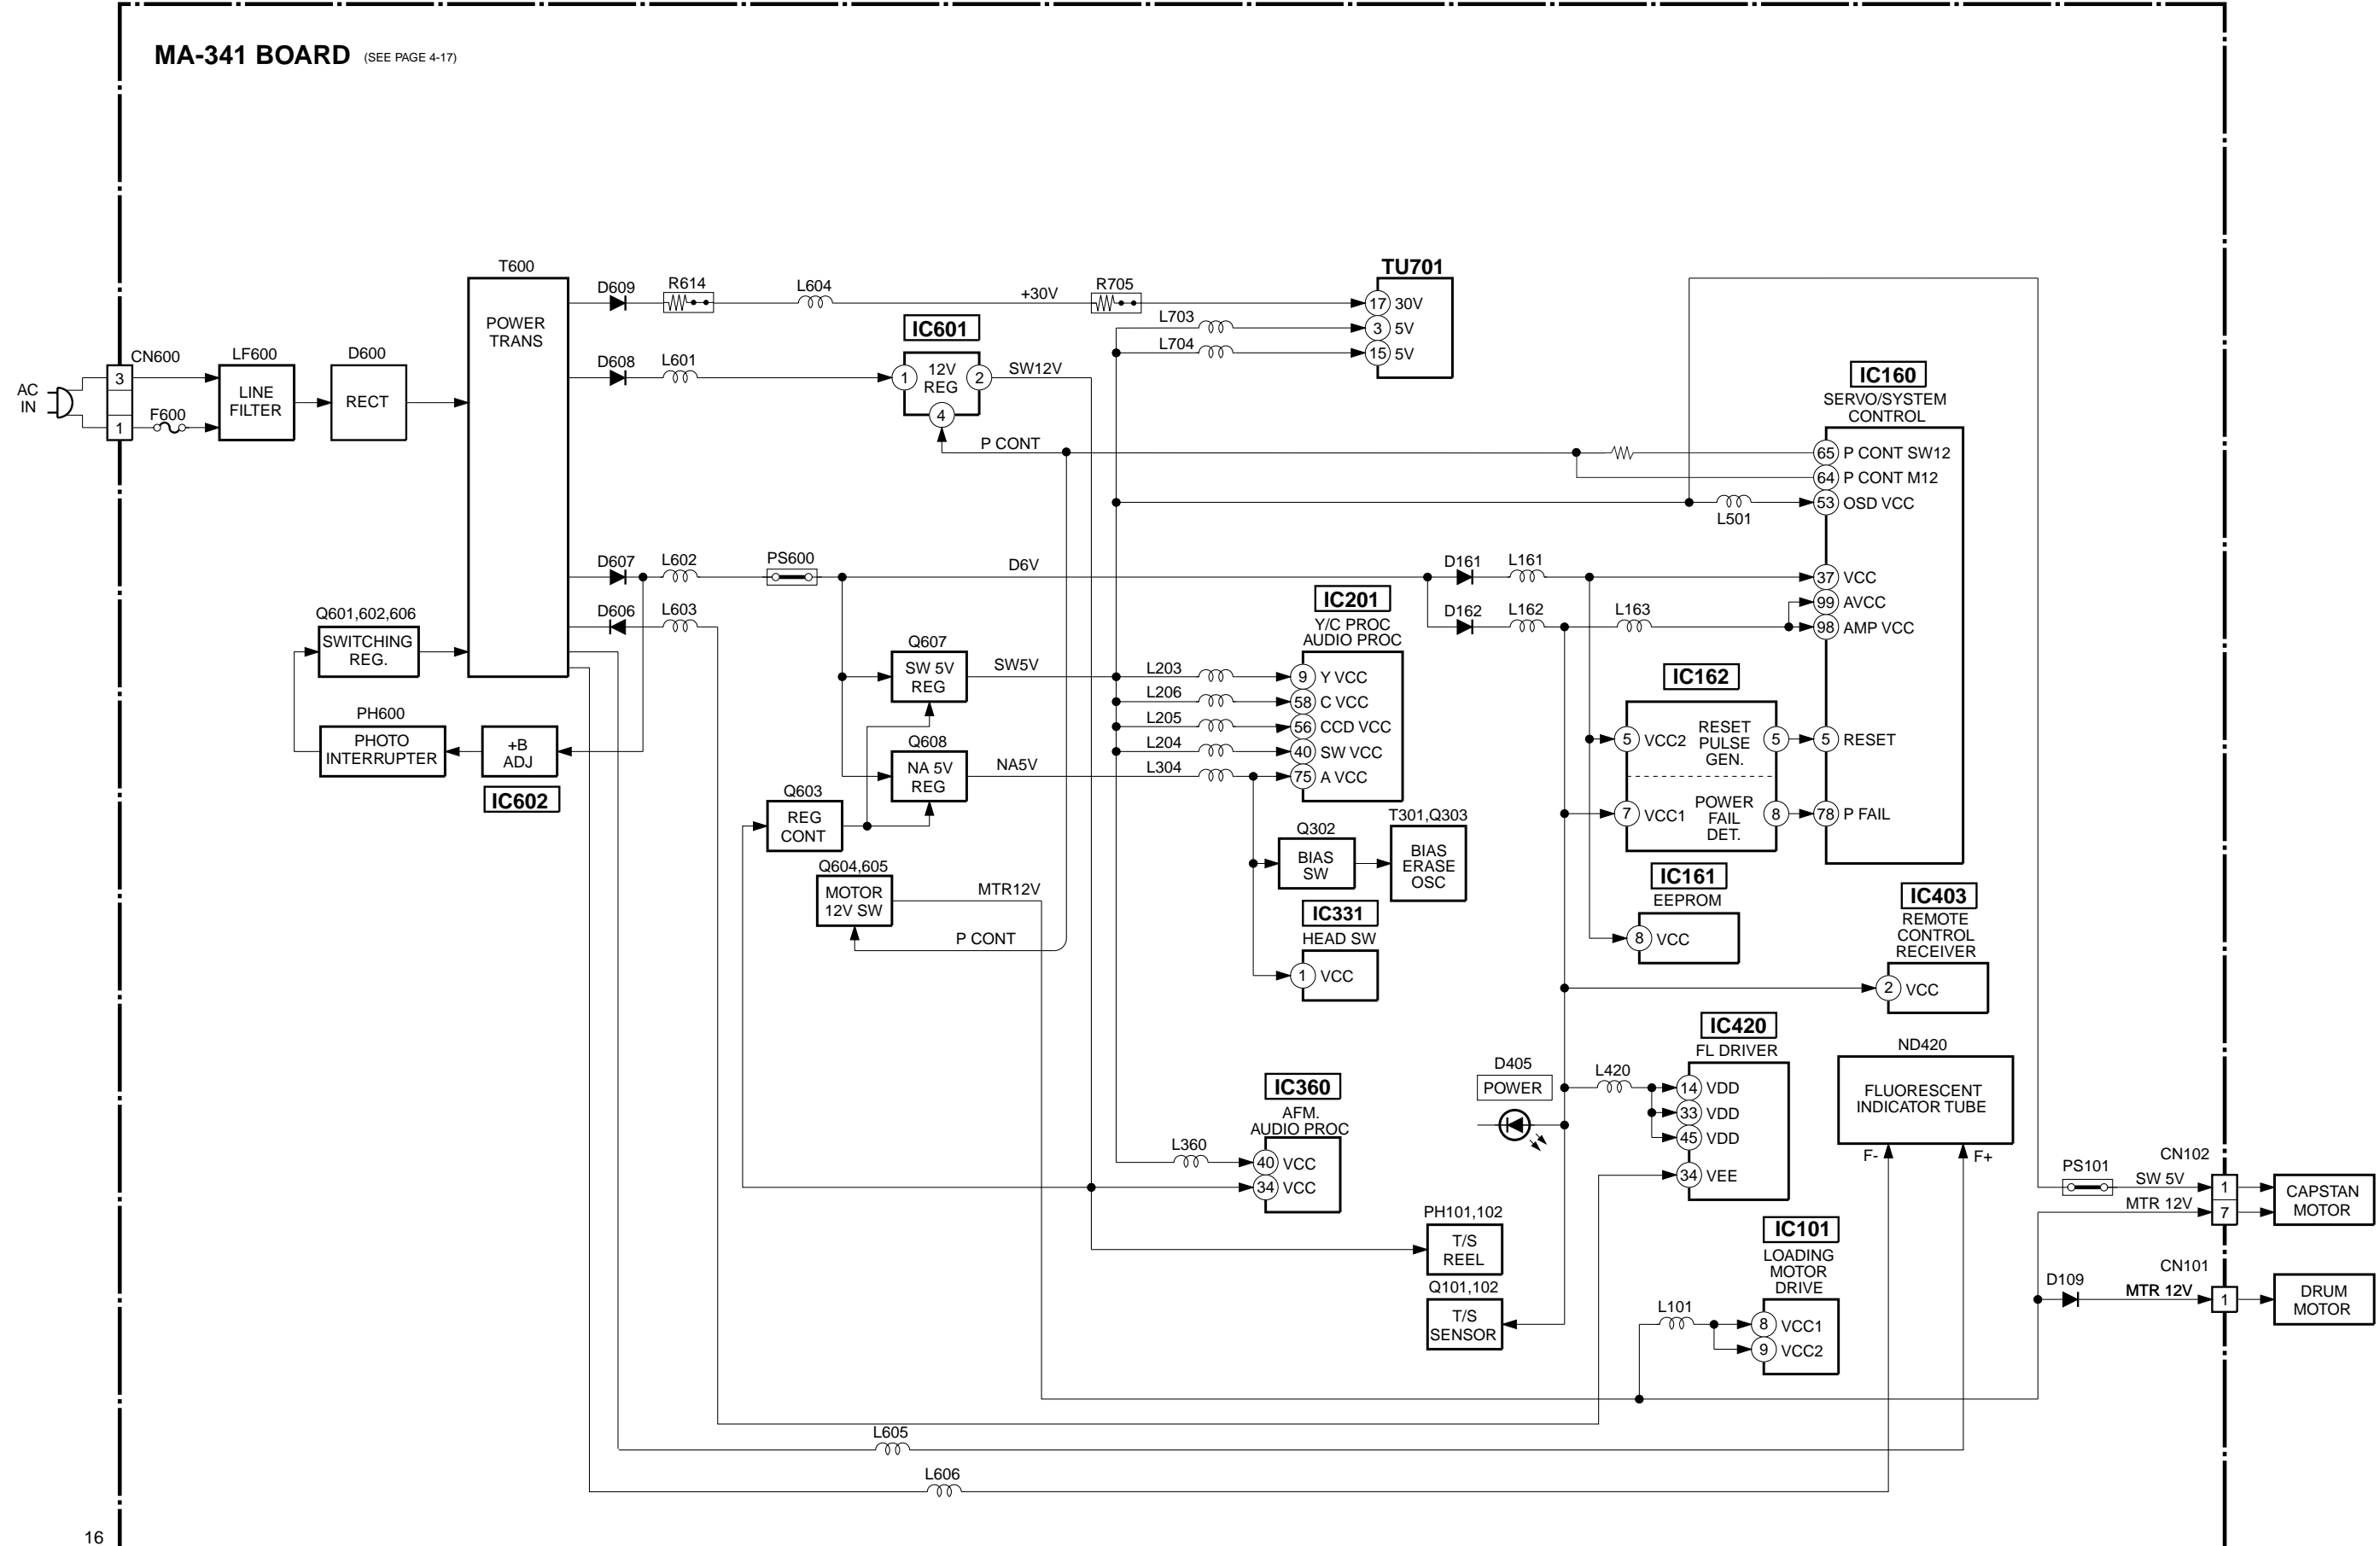 MA-341 BOARD (SEE PAGE 4-17)
AC
IN
CN600
3
1
F600
LF600
LINE
FILTER
D600
RECT
T600
POWER
TRANS
Q601,602,606
SWITCHING
REG.
PH600
PHOTO
INTERRUPTER
+B
ADJ
IC602
D609
R614
L604
+30V
R705
D608
L601
IC601
1
12V
REG
2
4
SW12V
P CONT
D607
L602
PS600
D6V
D606
L603
Q607
SW 5V
REG
SW5V
Q608
NA 5V
REG
NA5V
Q603
REG
CONT
Q604,605
MOTOR
12V SW
MTR12V
P CONT
L703
L704
TU701
17 30V
3 5V
15 5V
L203
L206
L205
L204
L304
IC201
Y/C PROC
AUDIO PROC
9 Y VCC
58 C VCC
56 CCD VCC
40 SW VCC
75 A VCC
Q302
BIAS
SW
T301,Q303
BIAS
ERASE
OSC
IC331
HEAD SW
1 VCC
IC360
AFM.
AUDIO PROC
L360
40 VCC
34 VCC
D161
L161
D162
L162
L163
L501
IC160
SERVO/SYSTEM
CONTROL
65 P CONT SW12
64 P CONT M12
53 OSD VCC
37 VCC
99 AVCC
98 AMP VCC
5 RESET
78 P FAIL
IC162
5 VCC2
RESET
PULSE
GEN.
5
7 VCC1
POWER
FAIL
DET.
8
IC161
EEPROM
8 VCC
IC403
REMOTE
CONTROL
RECEIVER
2 VCC
D405
POWER
L420
IC420
FL DRIVER
14 VDD
33 VDD
45 VDD
34 VEE
ND420
FLUORESCENT
INDICATOR TUBE
F-
F+
PH101,102
T/S
REEL
Q101,102
T/S
SENSOR
L101
IC101
LOADING
MOTOR
DRIVE
8 VCC1
9 VCC2
PS101
CN102
SW 5V
1
MTR 12V
7
CAPSTAN
MOTOR
D109
CN101
MTR 12V
1
DRUM
MOTOR
L605
L606
16